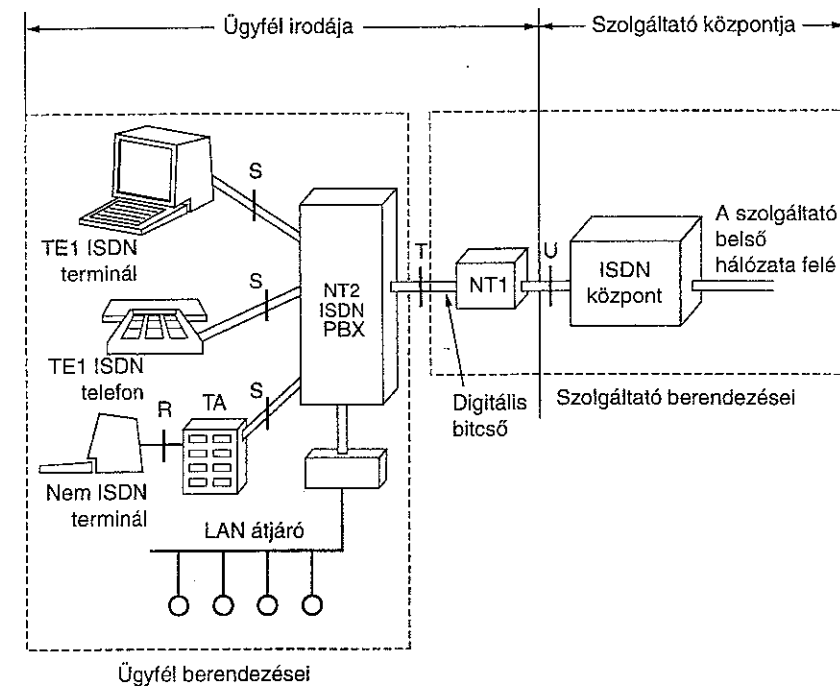 Ügyfél irodája
Szolgáltató központja
TE1 ISDN
terminál
S
TE1 ISDN
telefon
S
Nem ISDN
terminál
R
TA
S
NT2
ISDN
PBX
LAN átjáró
T
NT1
U
Digitális
bitcső
ISDN
központ
A szolgáltató
belső
hálózata felé
Szolgáltató berendezései
Ügyfél berendezései